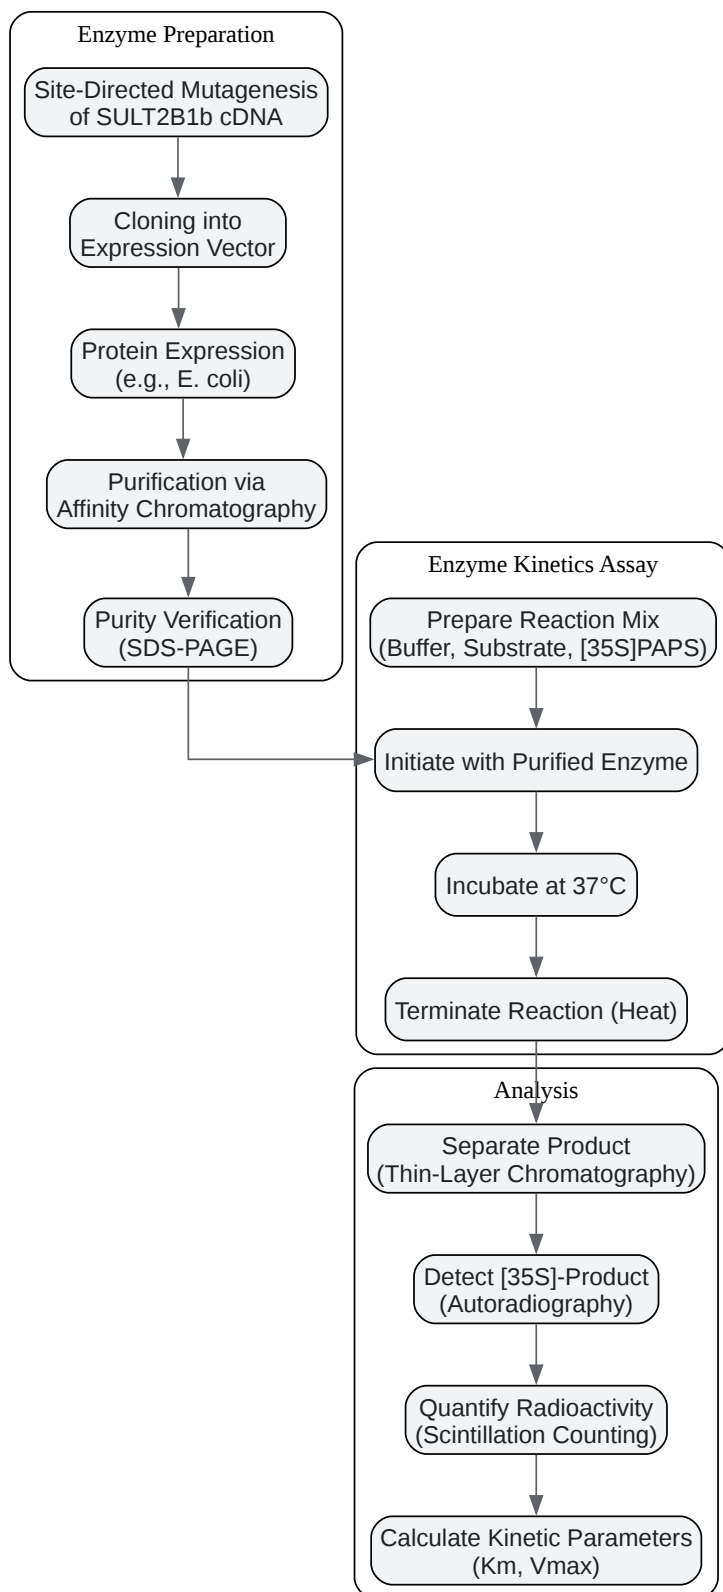 Enzyme Preparation
Site-Directed Mutagenesis
of SULT2B1b cDNA
Cloning into
Expression Vector
Protein Expression
(e.g., E. coli)
Purification via
Affinity Chromatography
Purity Verification
(SDS-PAGE)
Enzyme Kinetics Assay
Prepare Reaction Mix
(Buffer, Substrate, [35S]PAPS)
Initiate with Purified Enzyme
Incubate at 37°C
Terminate Reaction (Heat)
Analysis
Separate Product
(Thin-Layer Chromatography)
Detect [35S]-Product
(Autoradiography)
Quantify Radioactivity
(Scintillation Counting)
Calculate Kinetic Parameters
(Km, Vmax)